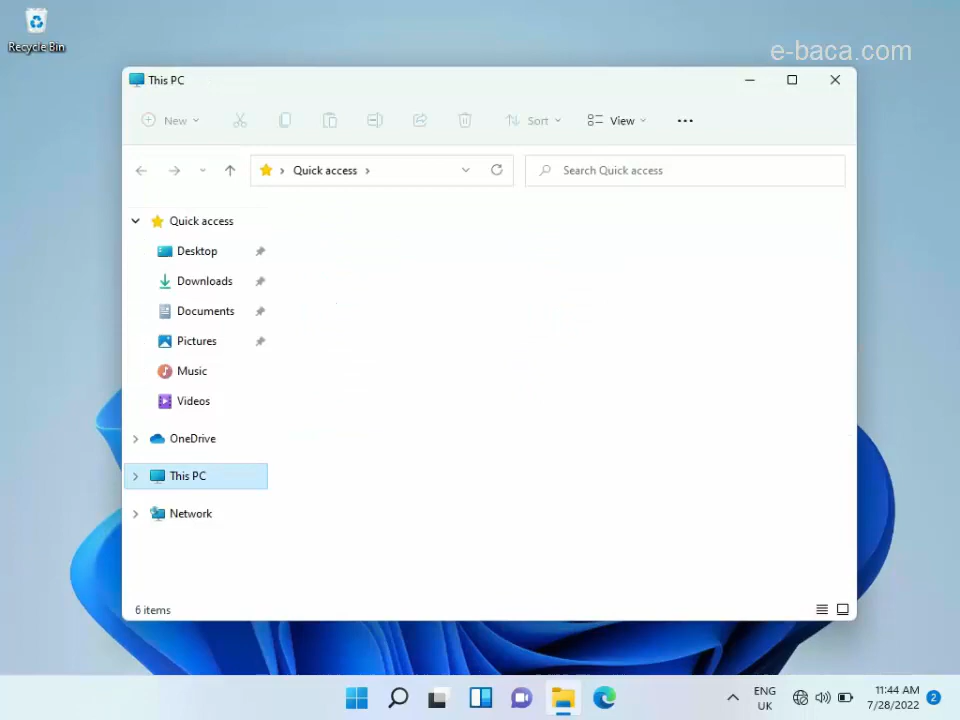 Recycle Bin
e-baca.com
This PC
New
Sort
View
Quick access
Search Quick access
Quick access
Desktop
Downloads
Documents
Pictures
Music
Videos
OneDrive
This PC
Network
6 items
ENG
UK
11:44 AM
7/28/2022
2